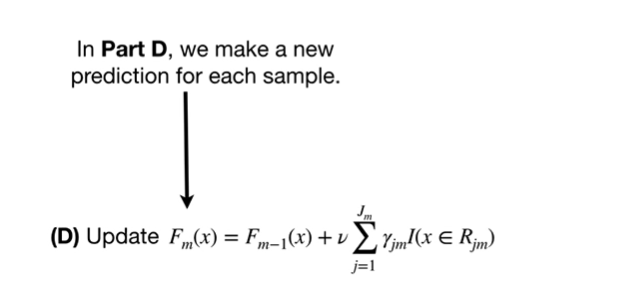 In Part D, we make a new
prediction for each sample.
(D) Update F_m(x) = F_{m−1}(x) + ν ∑_{j=1}^{J_m} γ_{jm} I(x ∈ R_{jm})